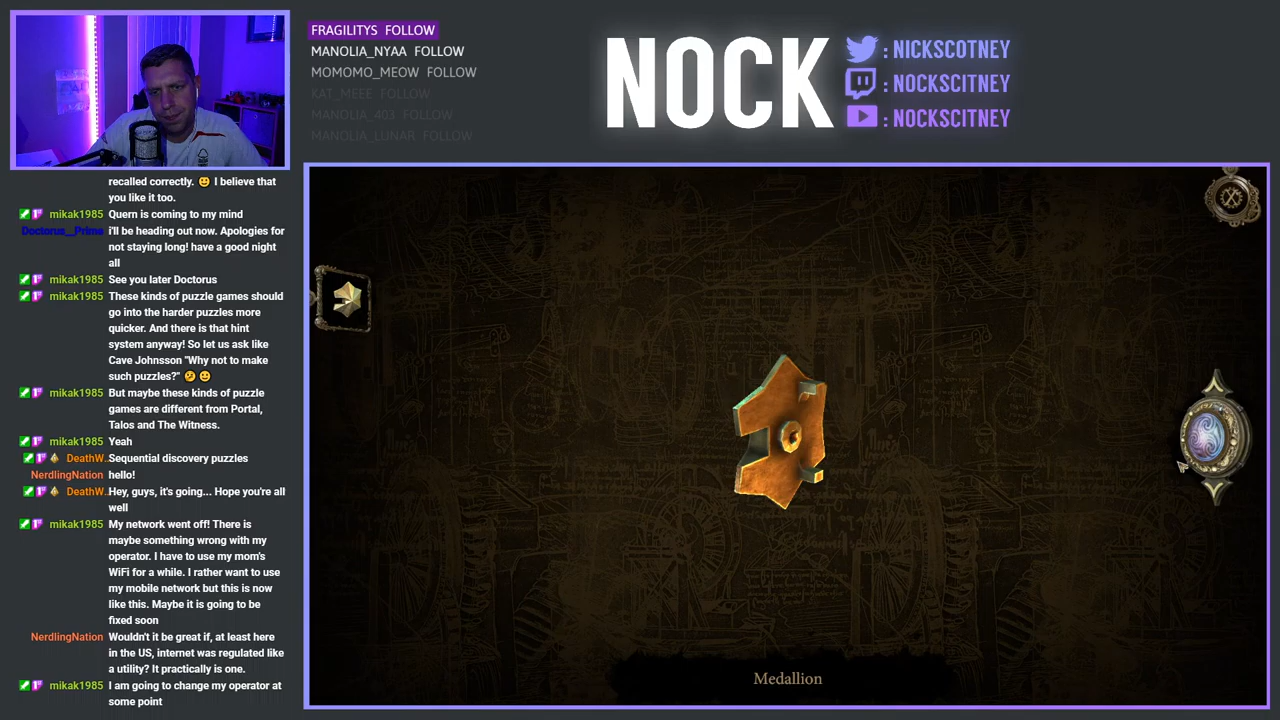 FRAGILITYS FOLLOW
MANOLIA_NYAA FOLLOW
MOMOMO_MEOW FOLLOW
KAT_MEEE FOLLOW
MANOLIA_403 FOLLOW
MANOLIA_LUNAR FOLLOW
NOCK
: NICKSCOTNEY
: NOCKSCITNEY
: NOCKSCITNEY
recalled correctly. 🙂 I believe that
you like it too.
mikak1985 Quern is coming to my mind
Doctorus__Prime i'll be heading out now. Apologies for
not staying long! have a good night
all
mikak1985 See you later Doctorus
mikak1985 These kinds of puzzle games should
go into the harder puzzles more
quicker. And there is that hint
system anyway! So let us ask like
Cave Johnsson "Why not to make
such puzzles?" 🤔 😀
mikak1985 But maybe these kinds of puzzle
games are different from Portal,
Talos and The Witness.
mikak1985 Yeah
DeathW. Sequential discovery puzzles
NerdlingNation hello!
DeathW. Hey, guys, it's going... Hope you're all
well
mikak1985 My network went off! There is
maybe something wrong with my
operator. I have to use my mom's
WiFi for a while. I rather want to use
my mobile network but this is now
like this. Maybe it is going to be
fixed soon
NerdlingNation Wouldn't it be great if, at least here
in the US, internet was regulated like
a utility? It practically is one.
mikak1985 I am going to change my operator at
some point
Medallion